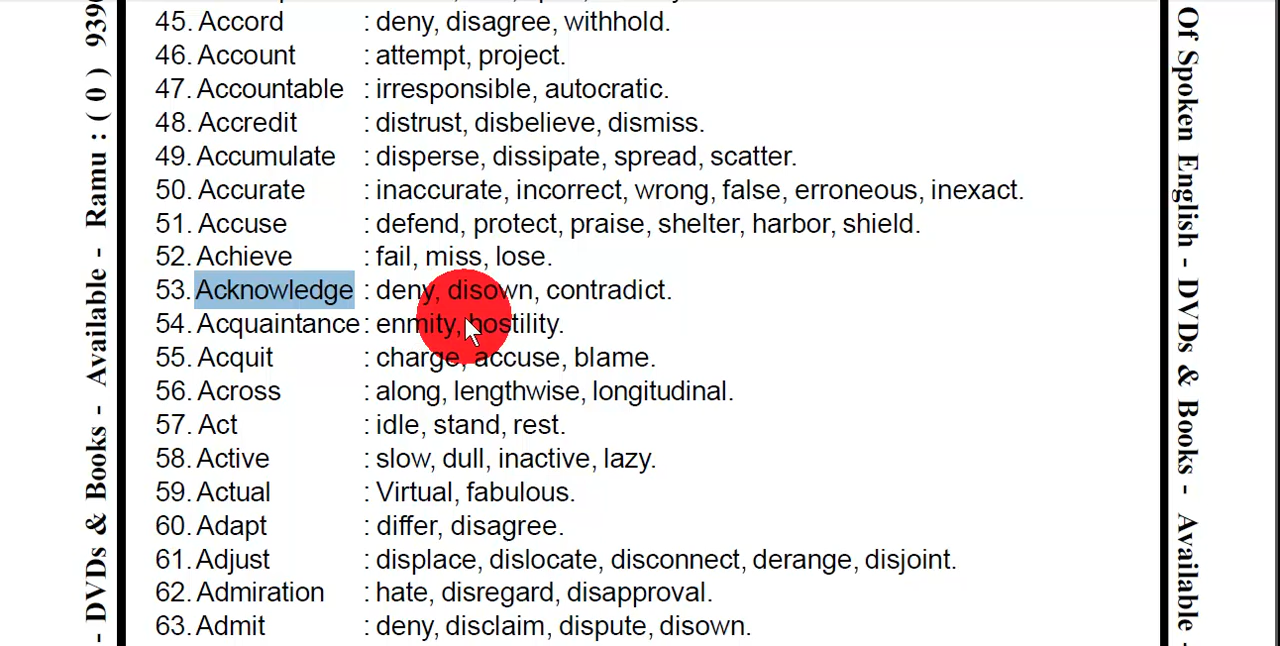 45. Accord : deny, disagree, withhold.
46. Account : attempt, project.
47. Accountable : irresponsible, autocratic.
48. Accredit : distrust, disbelieve, dismiss.
49. Accumulate : disperse, dissipate, spread, scatter.
50. Accurate : inaccurate, incorrect, wrong, false, erroneous, inexact.
51. Accuse : defend, protect, praise, shelter, harbor, shield.
52. Achieve : fail, miss, lose.
53. Acknowledge : deny, disown, contradict.
54. Acquaintance : enmity, hostility.
55. Acquit : charge, accuse, blame.
56. Across : along, lengthwise, longitudinal.
57. Act : idle, stand, rest.
58. Active : slow, dull, inactive, lazy.
59. Actual : Virtual, fabulous.
60. Adapt : differ, disagree.
61. Adjust : displace, dislocate, disconnect, derange, disjoint.
62. Admiration : hate, disregard, disapproval.
63. Admit : deny, disclaim, dispute, disown.
- DVDs & Books - Available - Ramu : ( 0 )
Of Spoken English - DVDs & Books - Available -